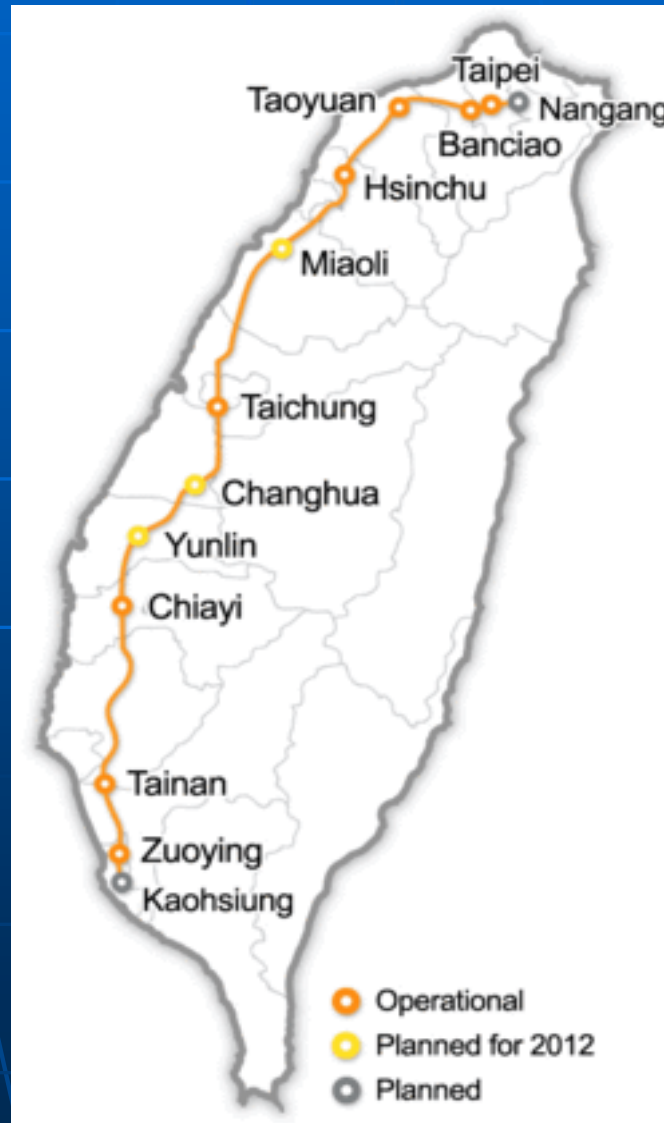 Taipei
Taoyuan
Nangang
Banciao
Hsinchu
Miaoli
Taichung
Changhua
Yunlin
Chiayi
Tainan
Zuoying
Kaohsiung
Operational
Planned for 2012
Planned